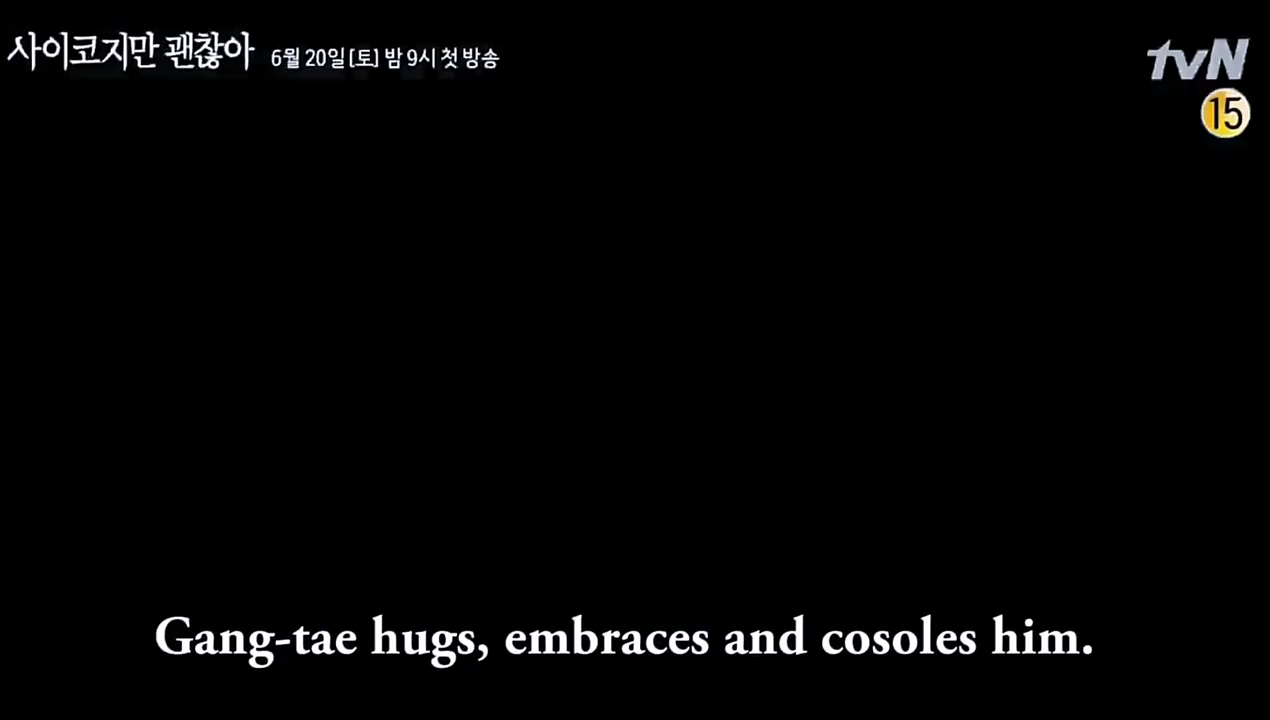 사이코지만 괜찮아 6월 20일[토] 밤 9시 첫 방송
tvN
15
Gang-tae hugs, embraces and cosoles him.